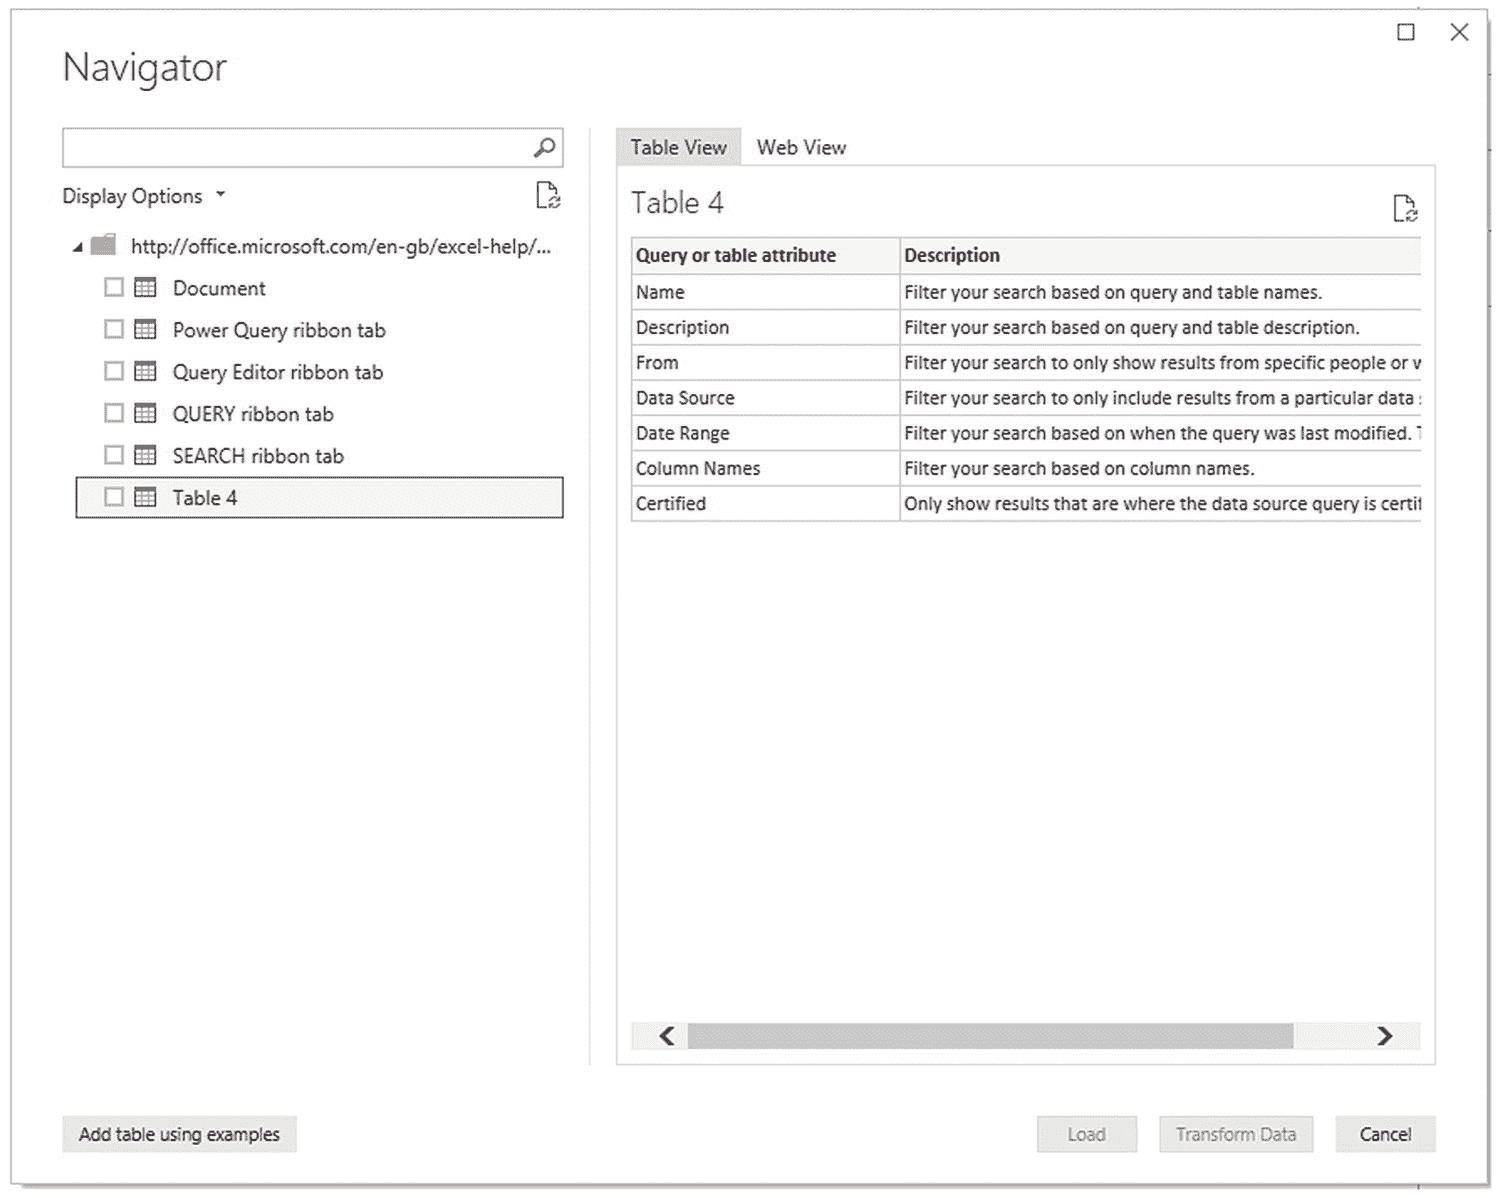 Navigator
Display Options
http://office.microsoft.com/en-gb/excel-help/...
Document
Power Query ribbon tab
Query Editor ribbon tab
QUERY ribbon tab
SEARCH ribbon tab
Table 4
Table View Web View
Table 4
Query or table attribute Description
Name Filter your search based on query and table names.
Description Filter your search based on query and table description.
From Filter your search to only show results from specific people or
Data Source Filter your search to only include results from a particular data
Date Range Filter your search based on when the query was last modified.
Column Names Filter your search based on column names.
Certified Only show results that are where the data source query is
Add table using examples Load Transform Data Cancel